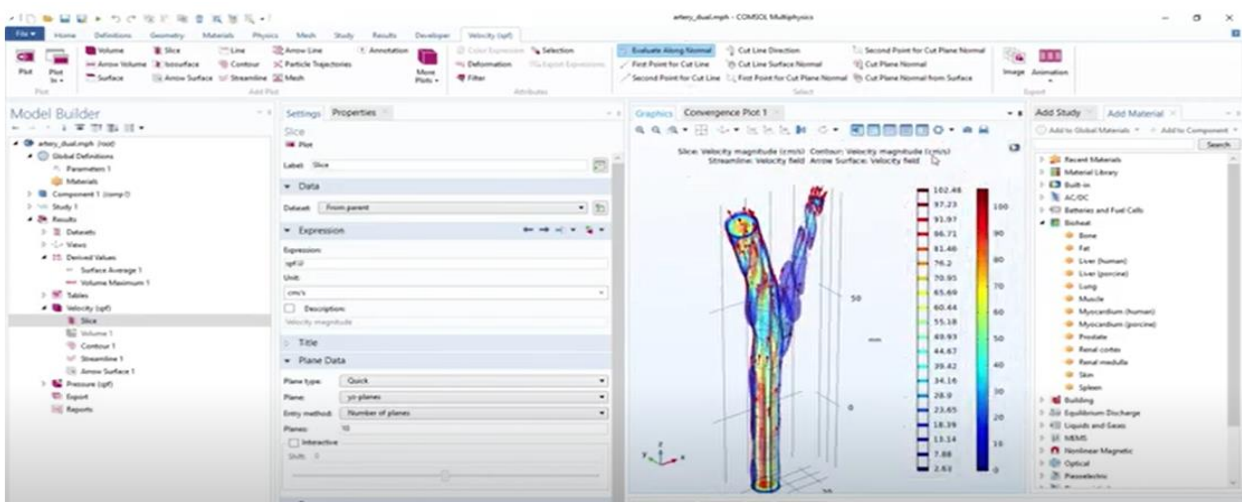 artery_dual.mph - COMSOL Multiphysics
File Home Definitions Geometry Materials Physics Mesh Study Results Developer Velocity (spf)
Plot
Plot In
Volume
Arrow Volume
Surface
Slice
Isosurface
Arrow Surface
Line
Contour
Streamline
Arrow Line
Particle Trajectories
Mesh
Annotation
More Plots
Color Expression
Deformation
Filter
Selection
Export Expressions
Evaluate Along Normal
First Point for Cut Line
Second Point for Cut Line
Cut Line Direction
Cut Line Surface Normal
First Point for Cut Plane Normal
Second Point for Cut Plane Normal
Cut Plane Normal
Cut Plane Normal from Surface
Image
Animation
Plot Add Plot Attributes Select Export
Model Builder
artery_dual.mph (root)
Global Definitions
Parameters 1
Materials
Component 1 (comp1)
Study 1
Results
Datasets
Views
Derived Values
Surface Average 1
Volume Maximum 1
Tables
Velocity (spf)
Slice
Volume 1
Contour 1
Streamline 1
Arrow Surface 1
Pressure (spf)
Export
Reports
Settings Properties
Slice
Plot
Label: Slice
Data
Dataset: From parent
Expression
Expression:
spf.U
Unit:
cm/s
Description:
Velocity magnitude
Title
Plane Data
Plane type: Quick
Plane: yz-planes
Entry method: Number of planes
Planes: 10
Interactive
Shift: 0
Graphics Convergence Plot 1
Slice: Velocity magnitude (cm/s) Contour: Velocity magnitude (cm/s)
Streamline: Velocity field Arrow Surface: Velocity field
102.48
97.23
91.97
86.71
81.46
76.2
70.95
65.69
60.44
55.18
49.93
44.67
39.42
34.16
28.9
23.65
18.39
13.14
7.88
2.63
100
90
80
70
60
50
40
30
20
10
0
50
mm
0
z
y x
Add Study Add Material
Add to Global Materials Add to Component
Search
Recent Materials
Material Library
Built-in
AC/DC
Batteries and Fuel Cells
Bioheat
Bone
Fat
Liver (human)
Liver (porcine)
Lung
Muscle
Myocardium (human)
Myocardium (porcine)
Prostate
Renal cortex
Renal medulla
Skin
Spleen
Building
Equilibrium Discharge
Liquids and Gases
MEMS
Nonlinear Magnetic
Optical
Piezoelectric